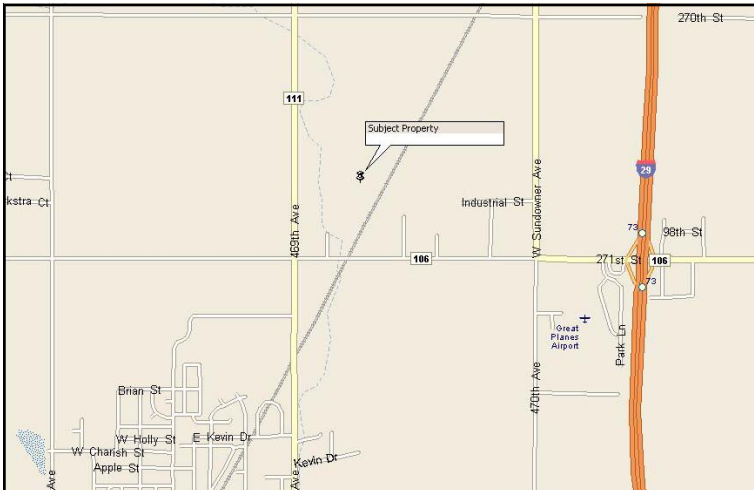 270th St
111
Subject Property
29
ct
kstra Ct
469th Ave
Industrial St
W Sundowner Ave
73
98th St
106
271st St
106
73
Great
Planes
Airport
Park Ln
470th Ave
Brian St
W Holly St
E Kevin Dr
W Charish St
Apple St
Kevin Dr
Ave
Ave